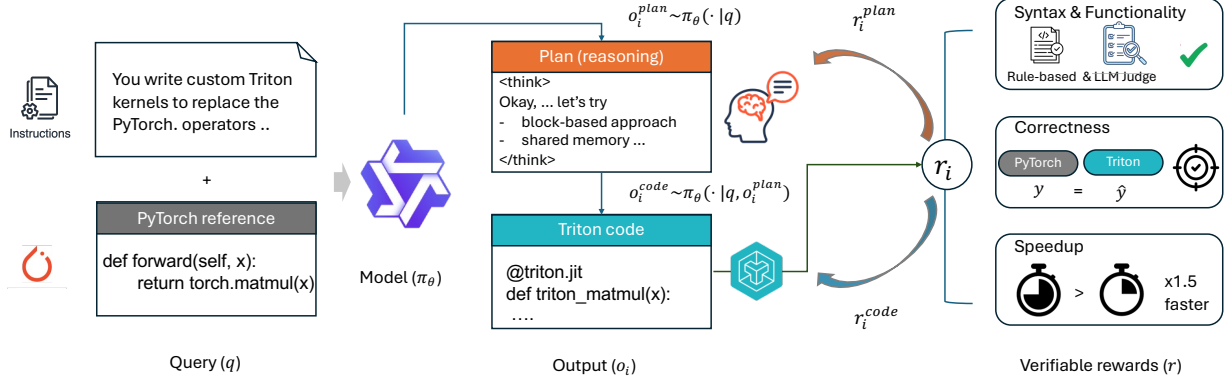 Instructions
You write custom Triton
kernels to replace the
PyTorch. operators ..
+
PyTorch reference
def forward(self, x):
return torch.matmul(x)
Query (q)
Model (π_θ)
o_i^{plan} ~ π_θ(· |q)
Plan (reasoning)
<think>
Okay, ... let's try
- block-based approach
- shared memory ...
</think>
o_i^{code} ~ π_θ(· |q, o_i^{plan})
Triton code
@triton.jit
def triton_matmul(x):
....
Output (o_i)
r_i^{plan}
r_i
r_i^{code}
Syntax & Functionality
Rule-based & LLM Judge
Correctness
PyTorch Triton
y = ŷ
Speedup
> x1.5
faster
Verifiable rewards (r)